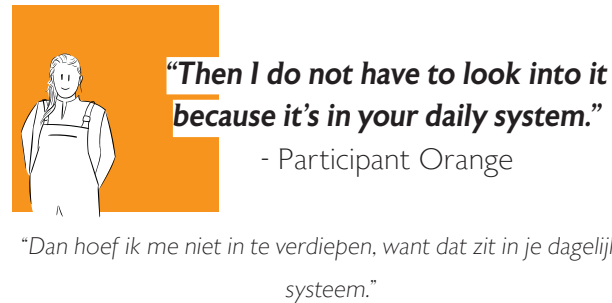 “Then I do not have to look into it
because it’s in your daily system.”
- Participant Orange
“Dan hoef ik me niet in te verdiepen, want dat zit in je
systeem.”